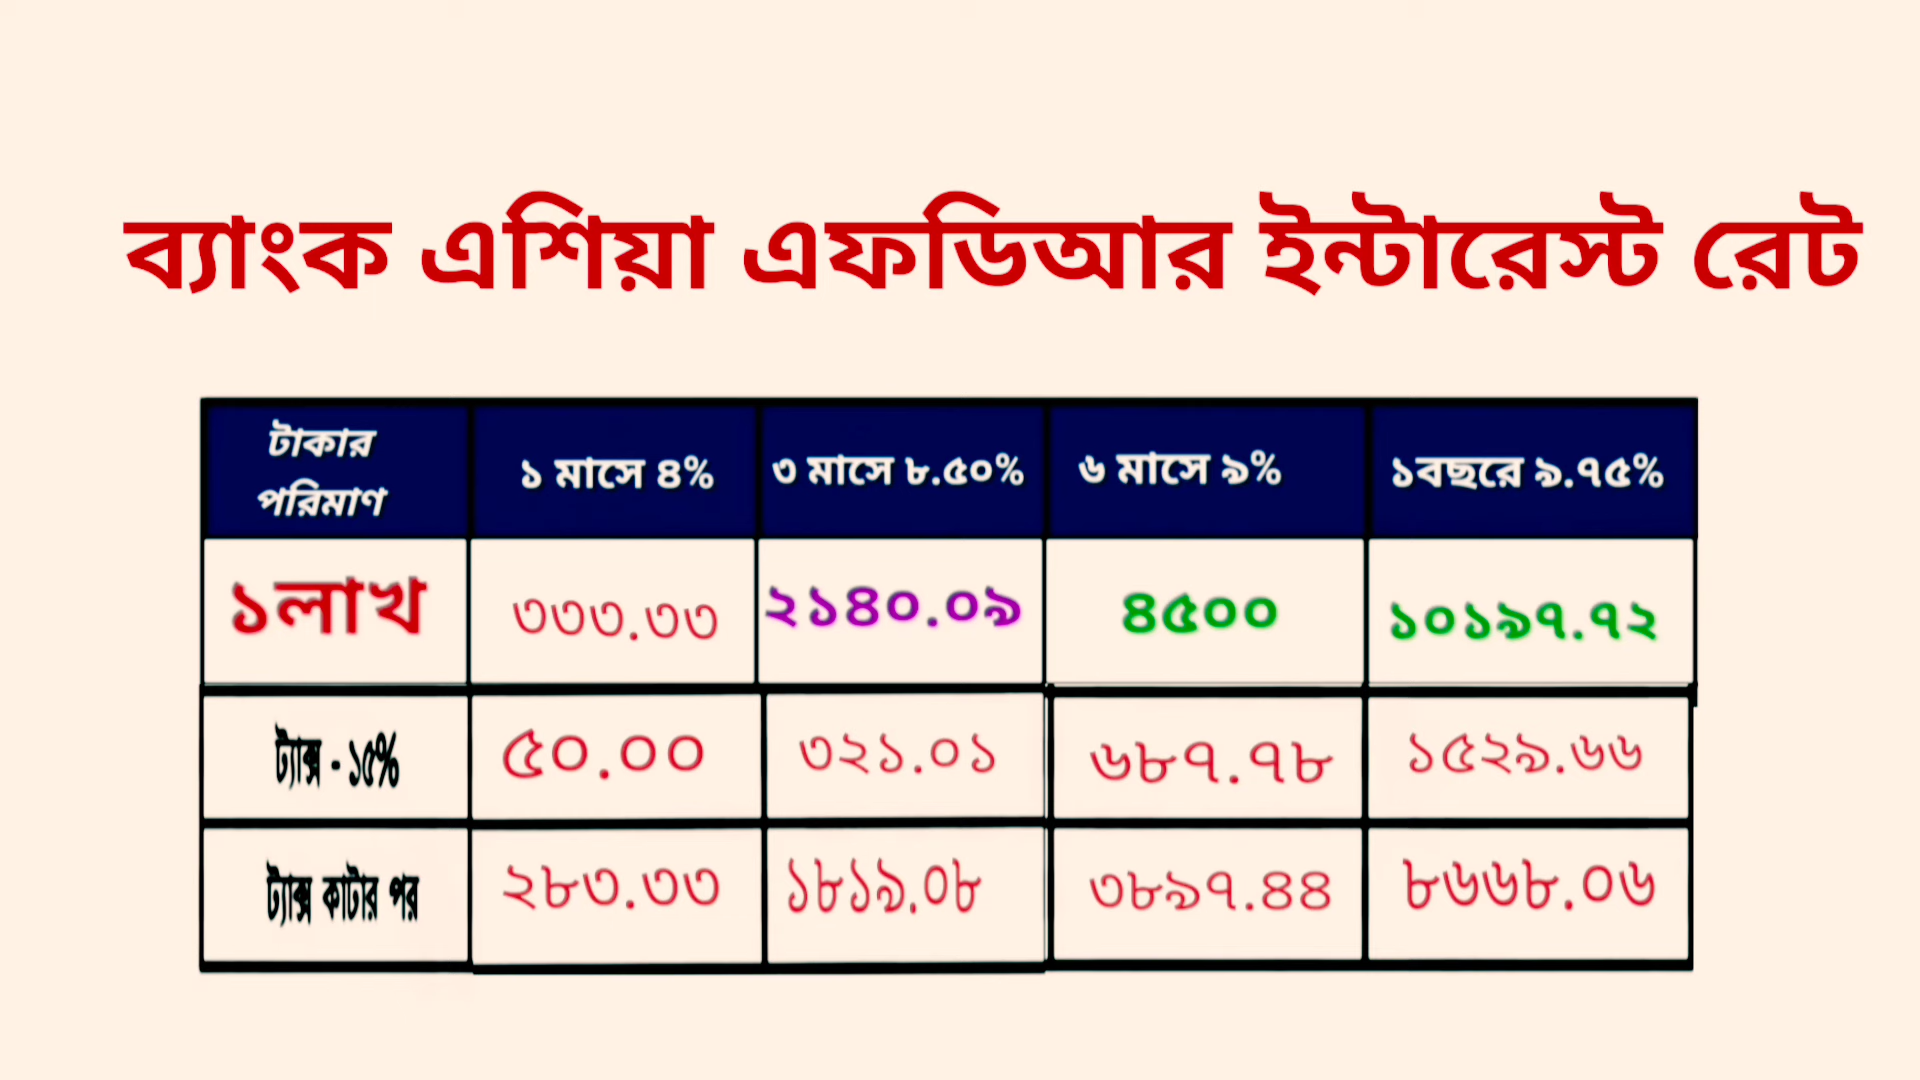 ব্যাংক এশিয়া এফডিআর ইন্টারেস্ট রেট
টাকার
পরিমাণ
১ মাসে ৪%
৩ মাসে ৮.৫০%
৬ মাসে ৯%
১বছরে ৯.৭৫%
১লাখ
৩৩৩.৩৩
২১৪০.০৯
৪৫০০
১০১৯৭.৭২
ট্যাক্স - ১৫%
৫০.০০
৩২১.০১
৬৮৭.৭৮
১৫২৯.৬৬
ট্যাক্স কাটার পর
২৮৩.৩৩
১৮১৯.০৮
৩৮৯৭.৪৪
৮৬৬৮.০৬